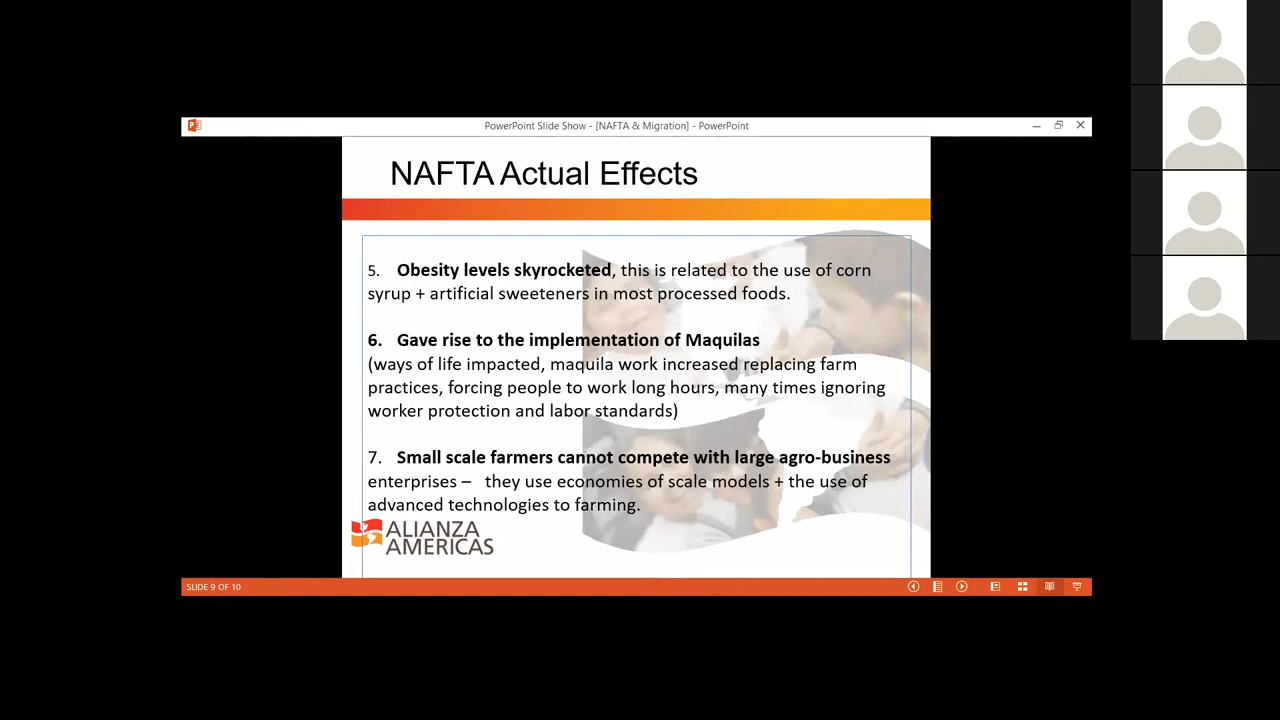 PowerPoint Slide Show - [NAFTA & Migration] - PowerPoint
NAFTA Actual Effects
5. Obesity levels skyrocketed, this is related to the use of corn
syrup + artificial sweeteners in most processed foods.
6. Gave rise to the implementation of Maquilas
(ways of life impacted, maquila work increased replacing farm
practices, forcing people to work long hours, many times ignoring
worker protection and labor standards)
7. Small scale farmers cannot compete with large agro-business
enterprises – they use economies of scale models + the use of
advanced technologies to farming.
ALIANZA
AMERICAS
SLIDE 9 OF 10